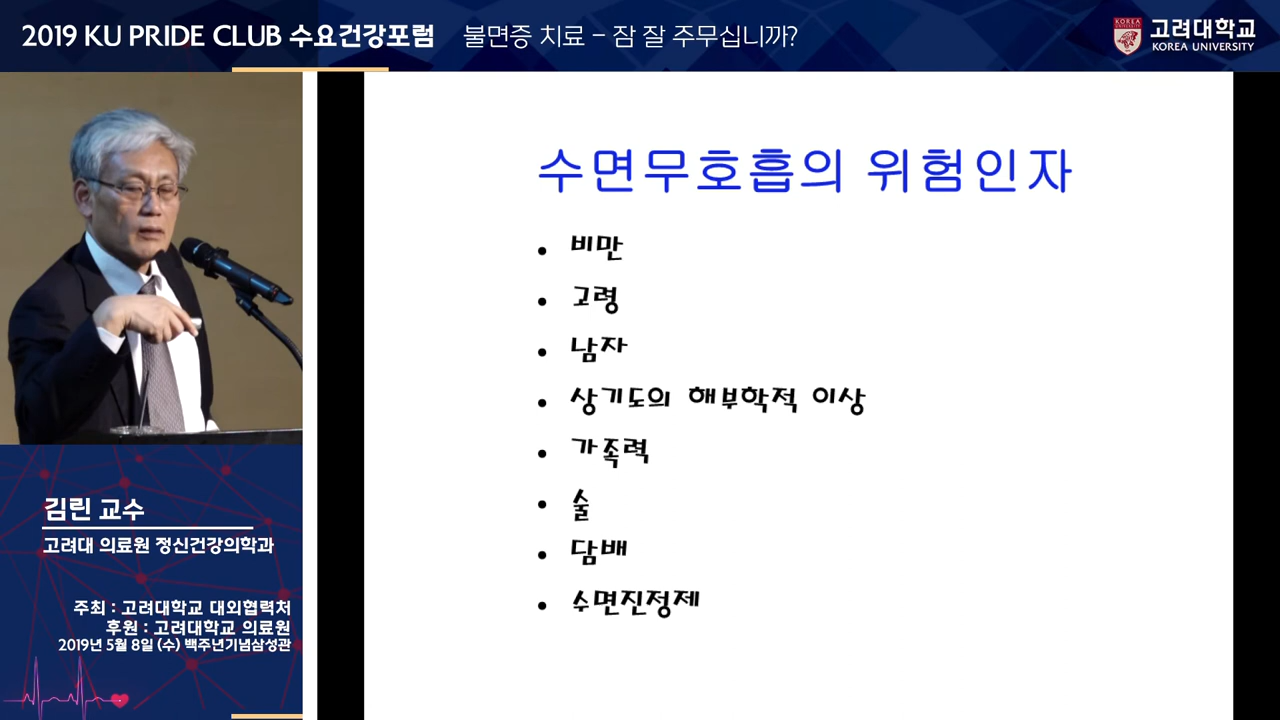 2019 KU PRIDE CLUB 수요건강포럼 불면증 치료 – 잠 잘 주무십니까?
KOREA
고려대학교
KOREA UNIVERSITY
수면무호흡의 위험인자
• 비만
• 고령
• 남자
• 상기도의 해부학적 이상
• 가족력
• 술
• 담배
• 수면진정제
김린 교수
고려대 의료원 정신건강의학과
주최 : 고려대학교 대외협력처
후원 : 고려대학교 의료원
2019년 5월 8일 (수) 백주년기념삼성관